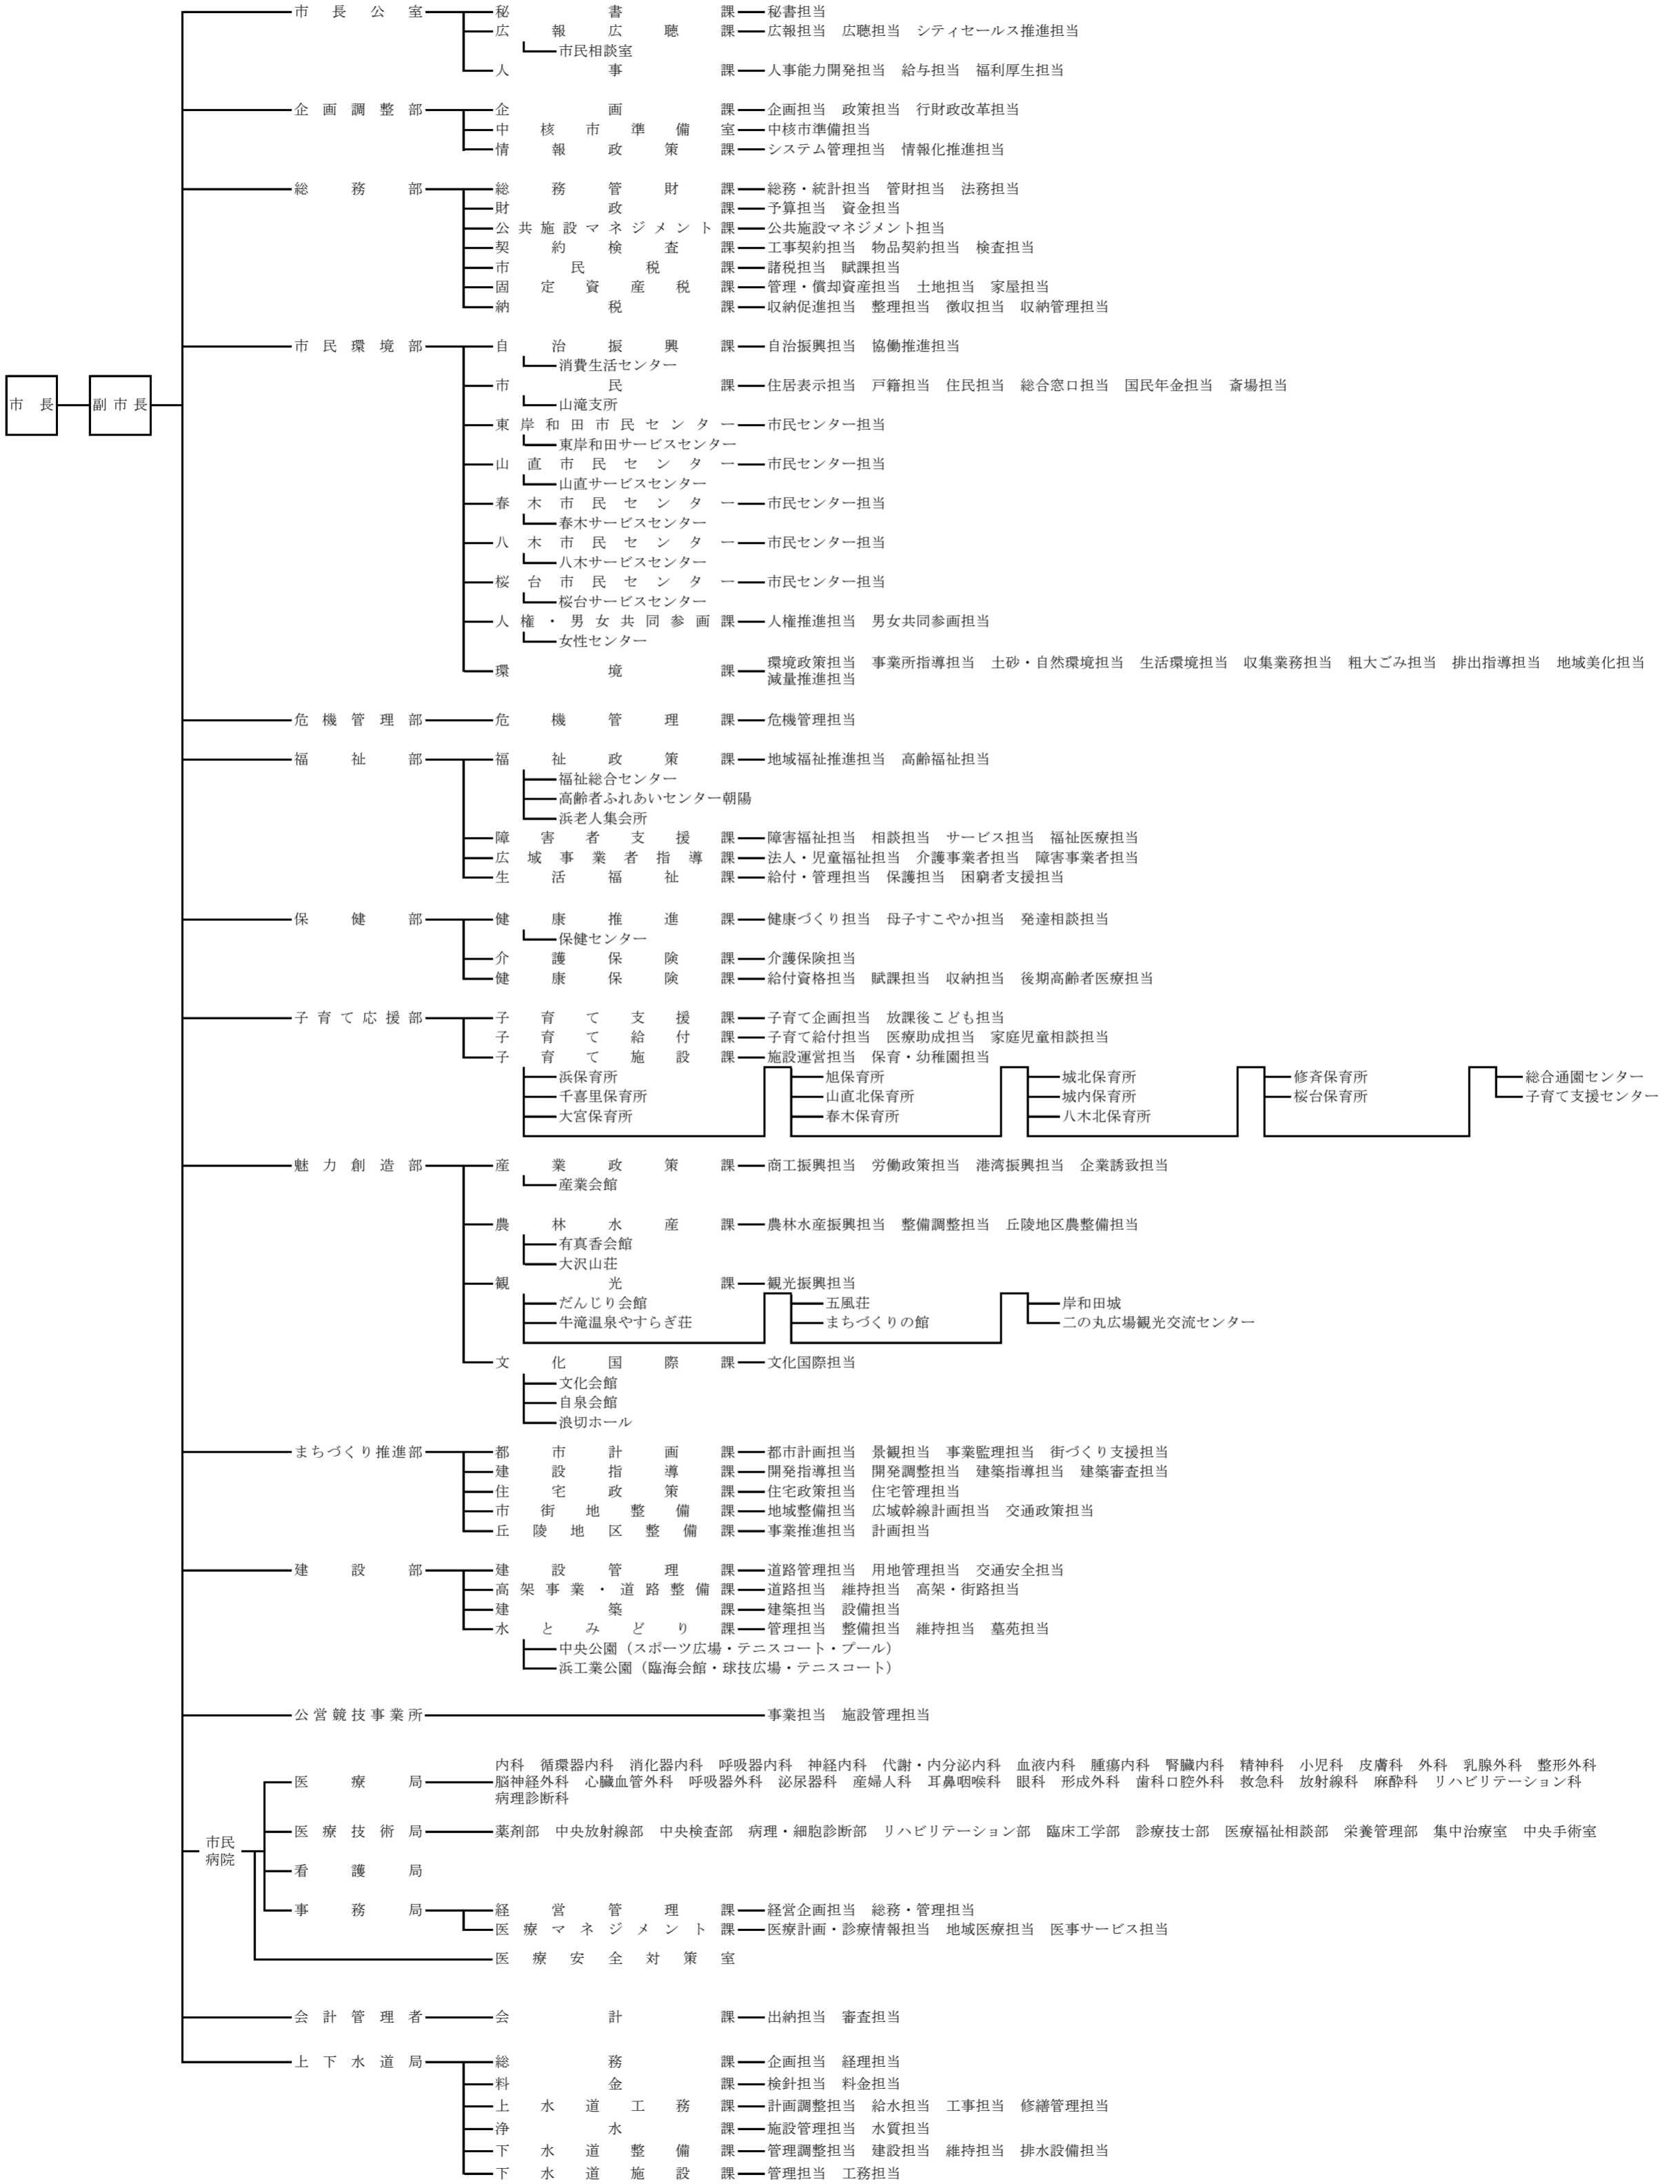 市長公室 秘書課 秘書担当
広報広聴課 広報担当 広聴担当 シティセールス推進担当
市民相談室
人事課 人事能力開発担当 給与担当 福利厚生担当
企画調整部 企画課 企画担当 政策担当 行財政改革担当
中核市準備室 中核市準備担当
情報政策課 システム管理担当 情報化推進担当
総務部 総務管財課 総務・統計担当 管財担当 法務担当
財政課 予算担当 資金担当
公共施設マネジメント課 公共施設マネジメント担当
契約検査課 工事契約担当 物品契約担当 検査担当
市民税課 諸税担当 賦課担当
固定資産税課 管理・償却資産担当 土地担当 家屋担当
納税課 収納促進担当 整理担当 徴収担当 収納管理担当
市民環境部 自治振興課 自治振興担当 協働推進担当
消費生活センター
市民課 住居表示担当 戸籍担当 住民担当 総合窓口担当 国民年金担当 斎場担当
市長 副市長 山滝支所
東岸和田市民センター 市民センター担当
東岸和田サービスセンター
山直市民センター 市民センター担当
山直サービスセンター
春木市民センター 市民センター担当
春木サービスセンター
八木市民センター 市民センター担当
八木サービスセンター
桜台市民センター 市民センター担当
桜台サービスセンター
人権・男女共同参画課 人権推進担当 男女共同参画担当
女性センター
環境課 環境政策担当 事業所指導担当 土砂・自然環境担当 生活環境担当 収集業務担当 粗大ごみ担当 排出指導担当 地域美化担当
減量推進担当
危機管理部 危機管理課 危機管理担当
福祉部 福祉政策課 地域福祉推進担当 高齢福祉担当
福祉総合センター
高齢者ふれあいセンター朝陽
浜老人集会所
障害者支援課 障害福祉担当 相談担当 サービス担当 福祉医療担当
広域事業者指導課 法人・児童福祉担当 介護事業者担当 障害事業者担当
生活福祉課 給付・管理担当 保護担当 困窮者支援担当
保健部 健康推進課 健康づくり担当 母子すこやか担当 発達相談担当
保健センター
介護保険課 介護保険担当
健康保険課 給付資格担当 賦課担当 収納担当 後期高齢者医療担当
子育て応援部 子育て支援課 子育て企画担当 放課後こども担当
子育て給付課 子育て給付担当 医療助成担当 家庭児童相談担当
子育て施設課 施設運営担当 保育・幼稚園担当
浜保育所 旭保育所 城北保育所 修斉保育所 総合通園センター
千喜里保育所 山直北保育所 城内保育所 桜台保育所 子育て支援センター
大宮保育所 春木保育所 八木北保育所
魅力創造部 産業政策課 商工振興担当 労働政策担当 港湾振興担当 企業誘致担当
産業会館
農林水産課 農林水産振興担当 整備調整担当 丘陵地区農整備担当
有真香会館
大沢山荘
観光課 観光振興担当
だんじり会館 五風荘 岸和田城
牛滝温泉やすらぎ荘 まちづくりの館 二の丸広場観光交流センター
文化国際課 文化国際担当
文化会館
自泉会館
浪切ホール
まちづくり推進部 都市計画課 都市計画担当 景観担当 事業監理担当 街づくり支援担当
建設指導課 開発指導担当 開発調整担当 建築指導担当 建築審査担当
住宅政策課 住宅政策担当 住宅管理担当
市街地整備課 地域整備担当 広域幹線計画担当 交通政策担当
丘陵地区整備課 事業推進担当 計画担当
建設部 建設管理課 道路管理担当 用地管理担当 交通安全担当
高架事業・道路整備課 道路担当 維持担当 高架・街路担当
建築課 建築担当 設備担当
水とみどり課 管理担当 整備担当 維持担当 墓苑担当
中央公園（スポーツ広場・テニスコート・プール）
浜工業公園（臨海会館・球技広場・テニスコート）
公営競技事業所 事業担当 施設管理担当
内科 循環器内科 消化器内科 呼吸器内科 神経内科 代謝・内分泌内科 血液内科 腫瘍内科 腎臓内科 精神科 小児科 皮膚科 外科 乳腺外科 整形外科
医療局 脳神経外科 心臓血管外科 呼吸器外科 泌尿器科 産婦人科 耳鼻咽喉科 眼科 形成外科 歯科口腔外科 救急科 放射線科 麻酔科 リハビリテーション科
病理診断科
医療技術局 薬剤部 中央放射線部 中央検査部 病理・細胞診断部 リハビリテーション部 臨床工学部 診療技士部 医療福祉相談部 栄養管理部 集中治療室 中央手術室
市民
病院
看護局
事務局 経営管理課 経営企画担当 総務・管理担当
医療マネジメント課 医療計画・診療情報担当 地域医療担当 医事サービス担当
医療安全対策室
会計管理者 会計課 出納担当 審査担当
上下水道局 総務課 企画担当 経理担当
料金課 検針担当 料金担当
上水道工務課 計画調整担当 給水担当 工事担当 修繕管理担当
浄水課 施設管理担当 水質担当
下水道整備課 管理調整担当 建設担当 維持担当 排水設備担当
下水道施設課 管理担当 工務担当